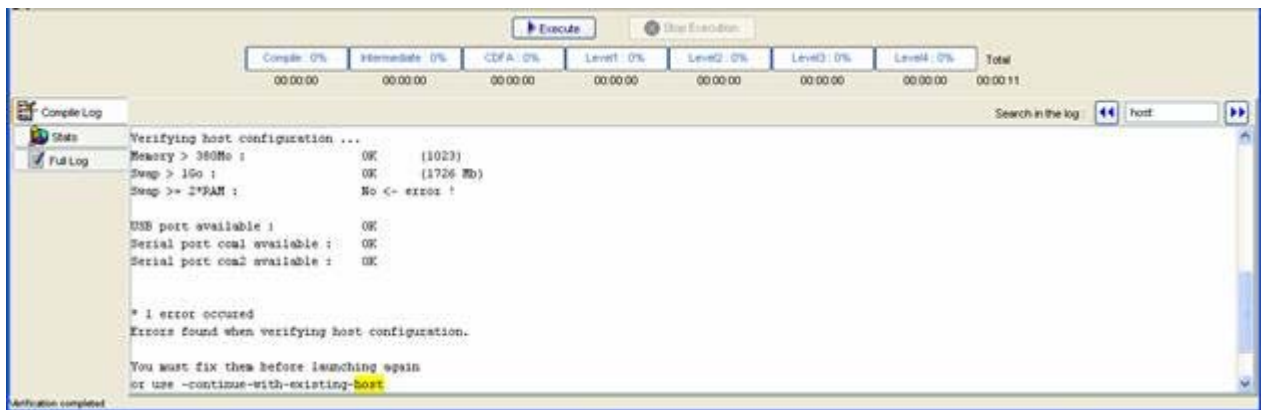 Execute Stop Execution
Compile : 0% Intermediate : 0% CDFA : 0% Level1 : 0% Level2 : 0% Level3 : 0% Level4 : 0% Total
00:00:00 00:00:00 00:00:00 00:00:00 00:00:00 00:00:00 00:00:00 00:00:11
Compile Log Search in the log : host
Stats
Full Log
Verifying host configuration ...
Memory > 380Mo : OK (1023)
Swap > 1Go : OK (1726 Mb)
Swap >= 2*RAM : No <- error !
USB port available : OK
Serial port com1 available : OK
Serial port com2 available : OK
* 1 error occured
Errors found when verifying host configuration.
You must fix them before launching again
or use -continue-with-existing-host
Verification completed